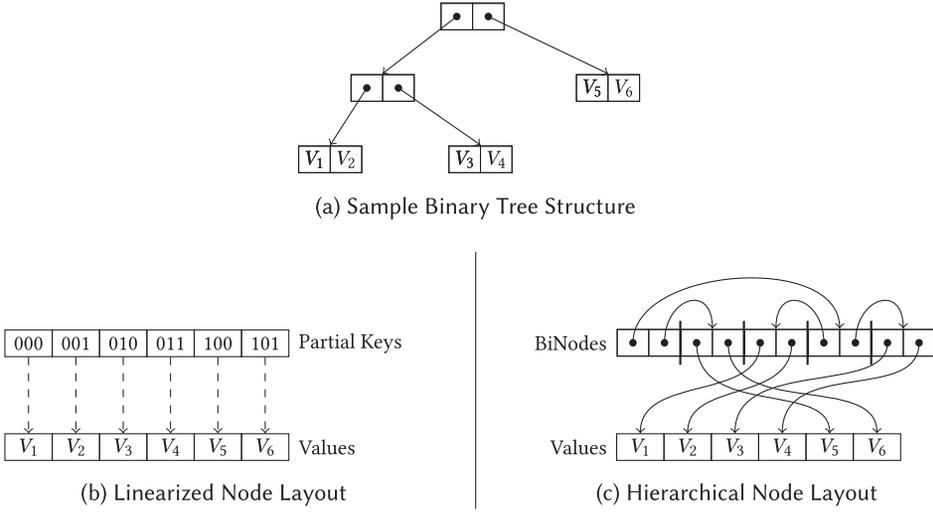 V5 V6
V1 V2 V3 V4
(a) Sample Binary Tree Structure
000 001 010 011 100 101 Partial Keys
V1 V2 V3 V4 V5 V6 Values
(b) Linearized Node Layout
BiNodes
Values V1 V2 V3 V4 V5 V6
(c) Hierarchical Node Layout